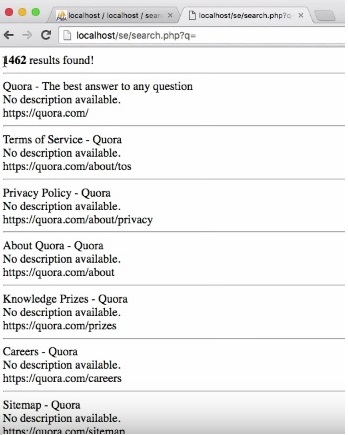 localhost / localhost / sear
localhost/se/search.php?q
localhost/se/search.php?q=
1462 results found!
Quora - The best answer to any question
No description available.
https://quora.com/
Terms of Service - Quora
No description available.
https://quora.com/about/tos
Privacy Policy - Quora
No description available.
https://quora.com/about/privacy
About Quora - Quora
No description available.
https://quora.com/about
Knowledge Prizes - Quora
No description available.
https://quora.com/prizes
Careers - Quora
No description available.
https://quora.com/careers
Sitemap - Quora
No description available.
https://quora.com/sitemap